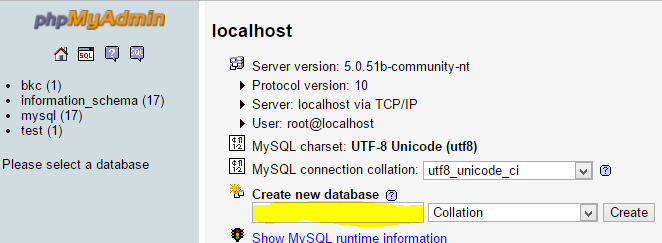 phpMyAdmin
SQL
bkc (1)
information_schema (17)
mysql (17)
test (1)
Please select a database
localhost
Server version: 5.0.51b-community-nt
Protocol version: 10
Server: localhost via TCP/IP
User: root@localhost
MySQL charset: UTF-8 Unicode (utf8)
MySQL connection collation: utf8_unicode_ci
Create new database
Collation Create
Show MySQL runtime information